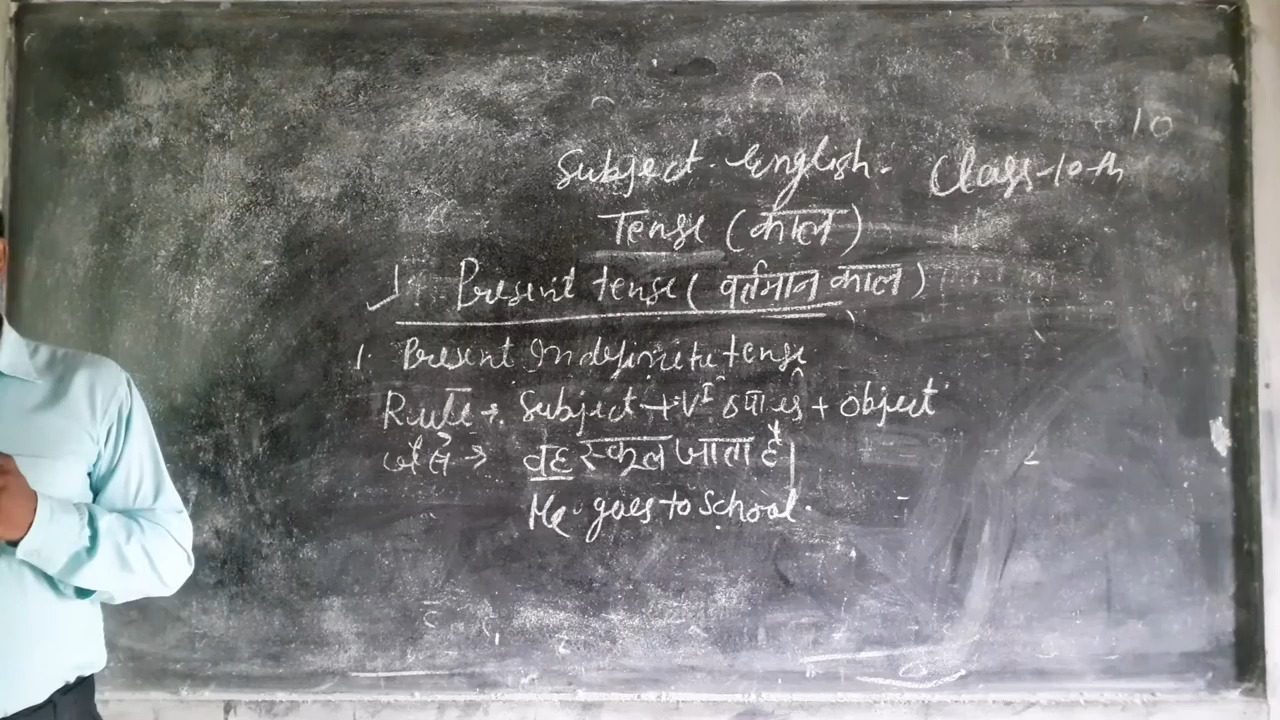 10
Subject. English. Class-10th
Tense (काल)
1. Present tense (वर्तमान काल)
1. Present Indefinite tense
Rule → Subject + V^I s या es + object
जैसे → वह स्कूल जाता है।
He goes to School.